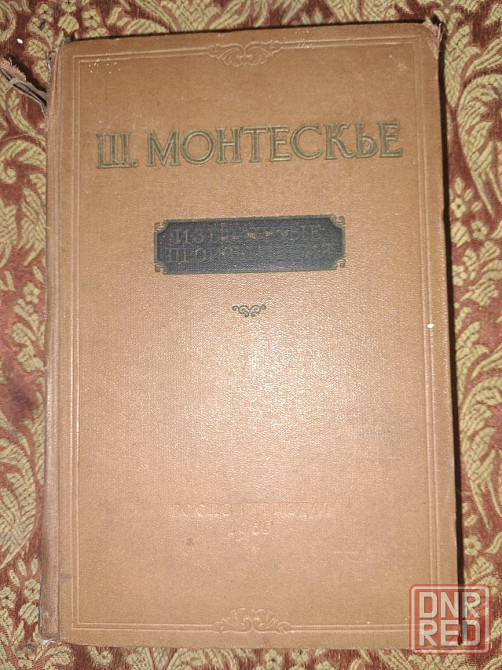 Ш. МОНТЕСКЬЕ
ИЗБРАННЫЕ
ПРОИЗВЕДЕНИЯ
ГОСПОЛИТИЗДАТ
DNR
RED